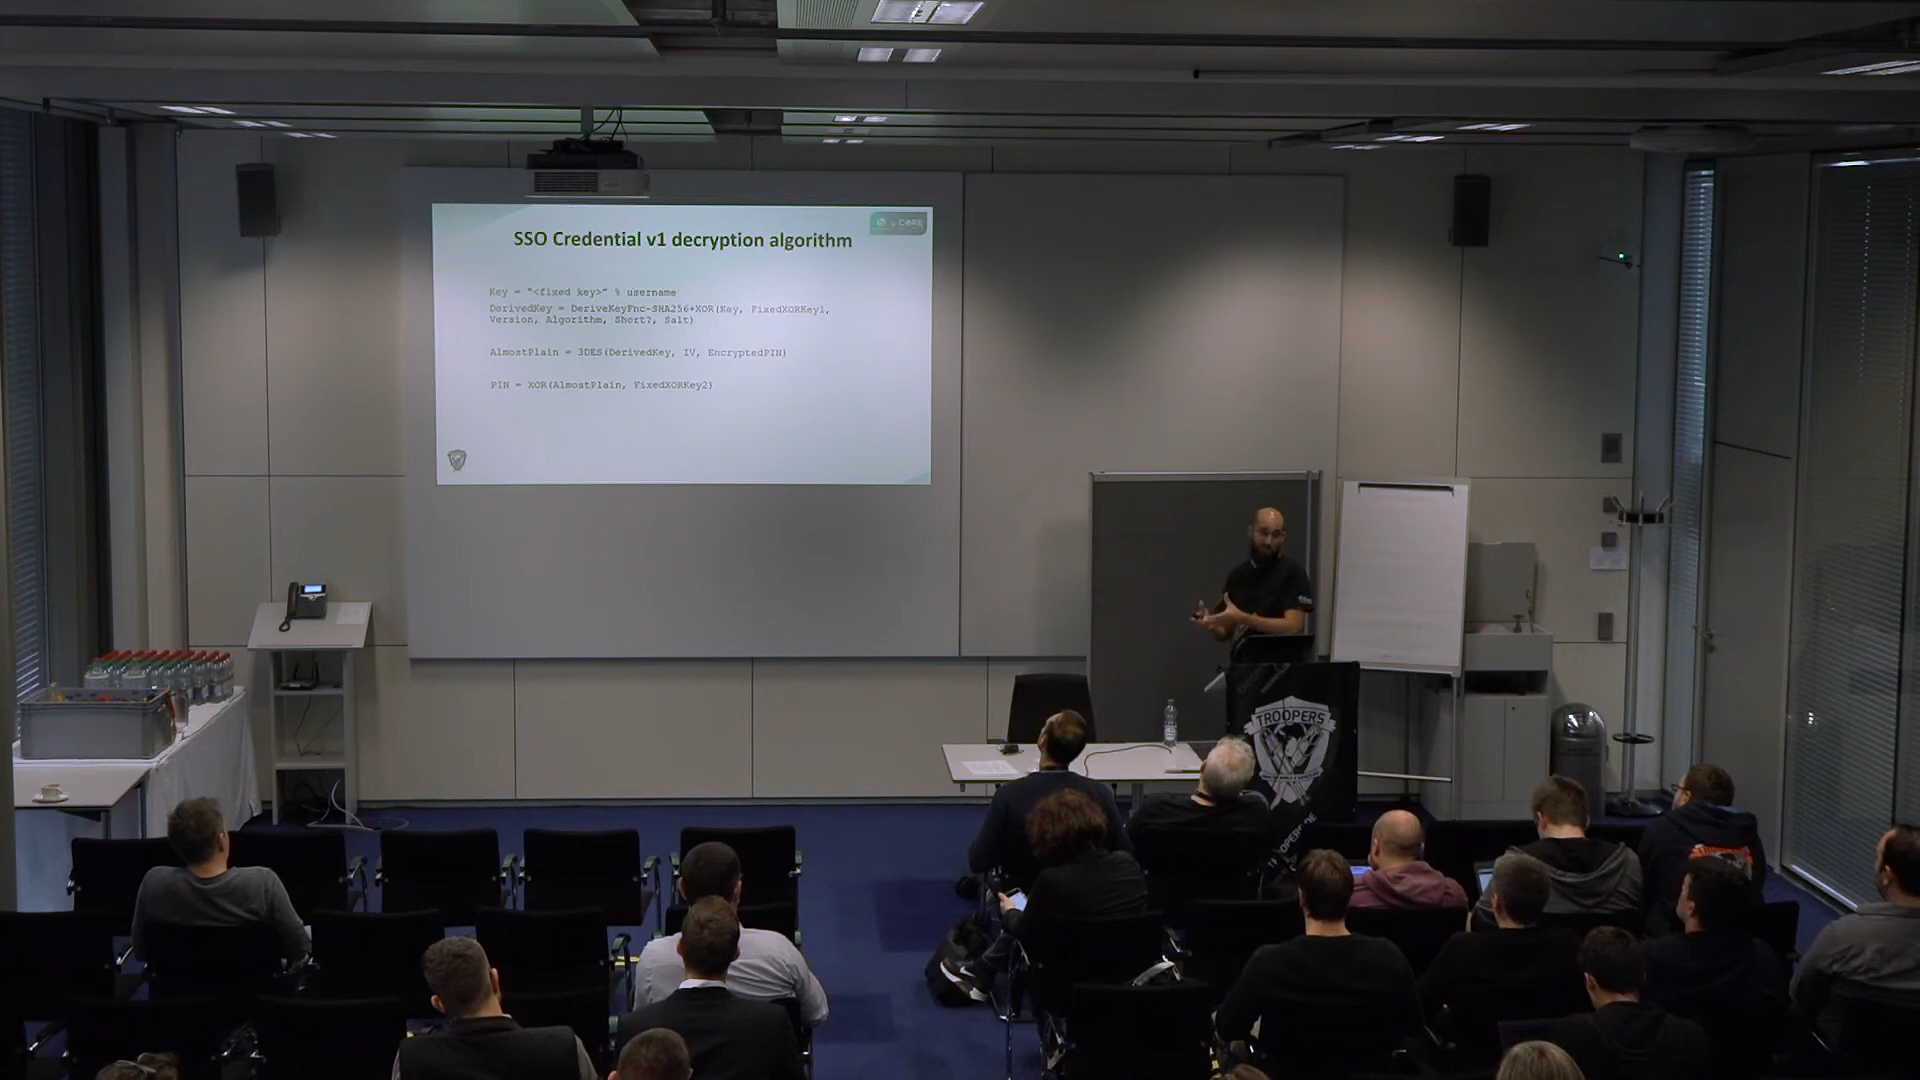 SSO Credential v1 decryption algorithm
Key = "<fixed key>" % username
DerivedKey = DeriveKeyFnc-SHA256+XOR(Key, FixedXORKey1,
Version, Algorithm, Short?, Salt)
AlmostPlain = 3DES(DerivedKey, IV, EncryptedPIN)
PIN = XOR(AlmostPlain, FixedXORKey2)
TROOPERS